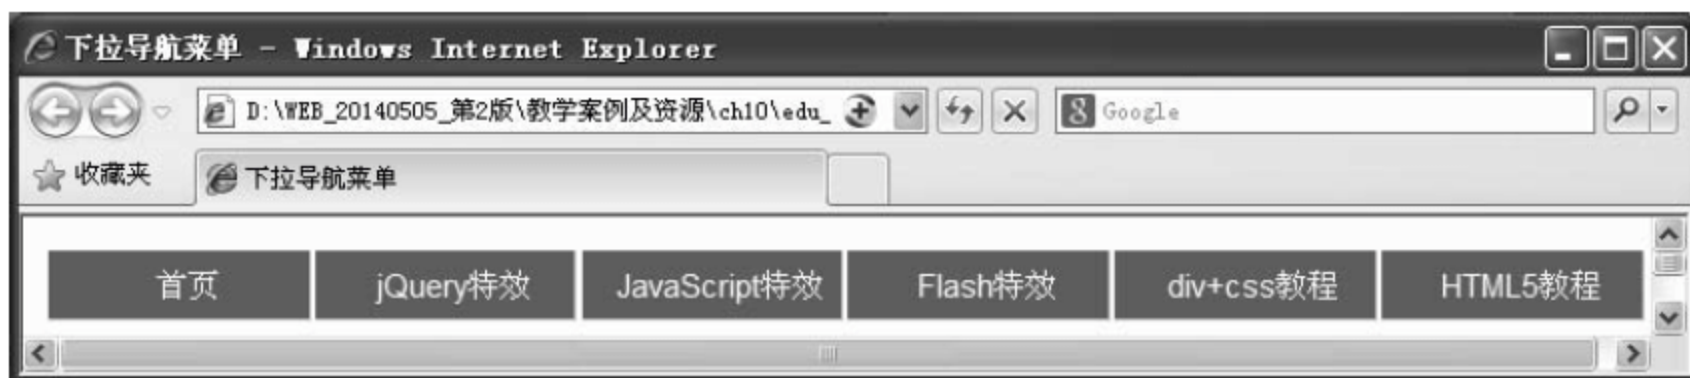 下拉导航菜单 - Windows Internet Explorer
D:\WEB_20140505_第2版\教学案例及资源\ch10\edu_ Google
收藏夹 下拉导航菜单
首页 jQuery特效 JavaScript特效 Flash特效 div+css教程 HTML5教程